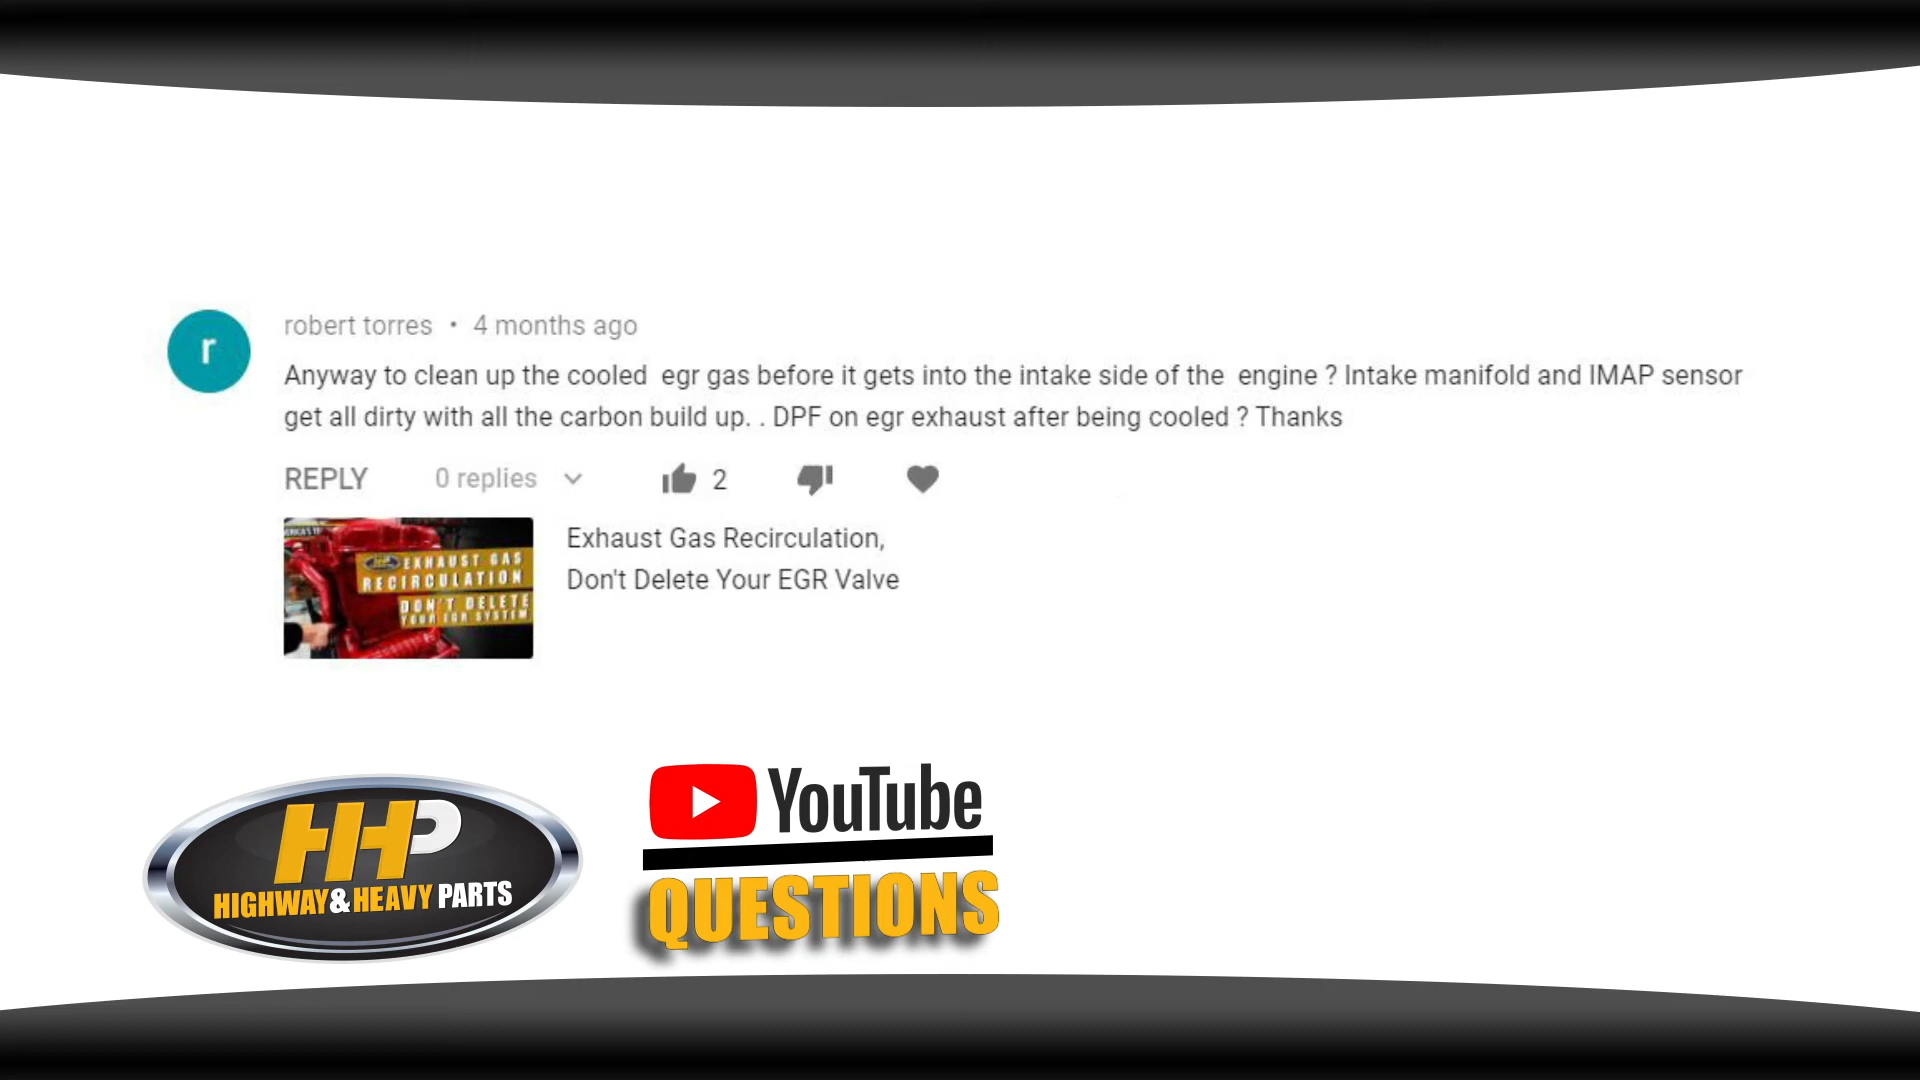 r
robert torres • 4 months ago
Anyway to clean up the cooled egr gas before it gets into the intake side of the engine ? Intake manifold and IMAP sensor
get all dirty with all the carbon build up. . DPF on egr exhaust after being cooled ? Thanks
REPLY 0 replies 2
HHP EXHAUST GAS
RECIRCULATION
DON'T DELETE
YOUR EGR SYSTEM
Exhaust Gas Recirculation,
Don't Delete Your EGR Valve
HHP
HIGHWAY&HEAVY PARTS
YouTube
QUESTIONS